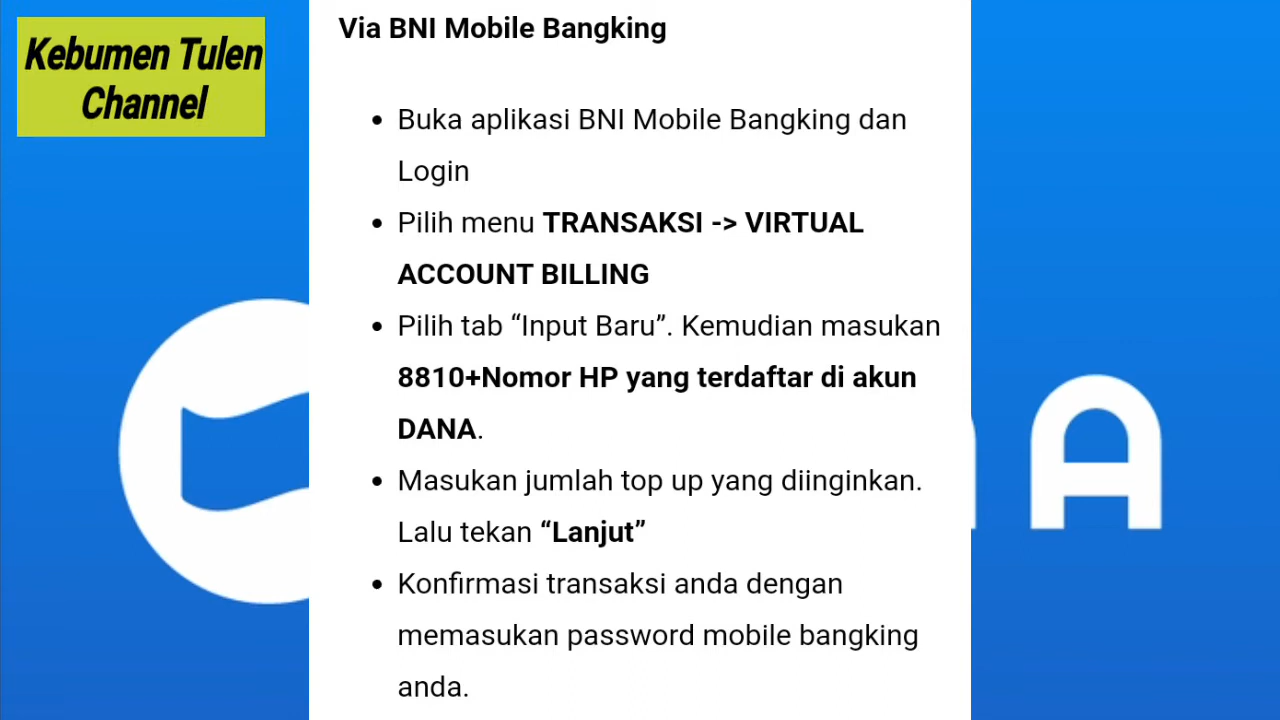 Kebumen Tulen
Channel
Via BNI Mobile Bangking
• Buka aplikasi BNI Mobile Bangking dan
Login
• Pilih menu TRANSAKSI -> VIRTUAL
ACCOUNT BILLING
• Pilih tab “Input Baru”. Kemudian masukan
8810+Nomor HP yang terdaftar di akun
DANA.
• Masukan jumlah top up yang diinginkan.
Lalu tekan “Lanjut”
• Konfirmasi transaksi anda dengan
memasukan password mobile bangking
anda.
A